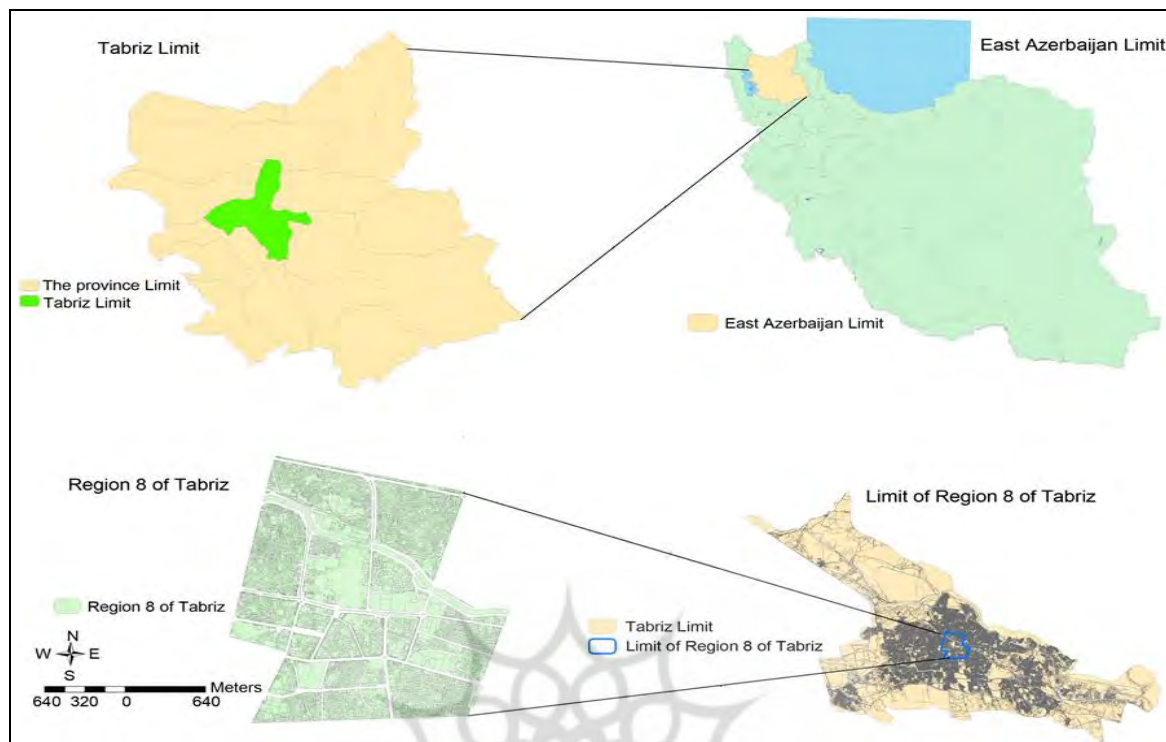 Tabriz Limit
East Azerbaijan Limit
The province Limit
Tabriz Limit
East Azerbaijan Limit
Region 8 of Tabriz
Limit of Region 8 of Tabriz
Region 8 of Tabriz
Tabriz Limit
Limit of Region 8 of Tabriz
N
W E
S
Meters
640 320 0 640